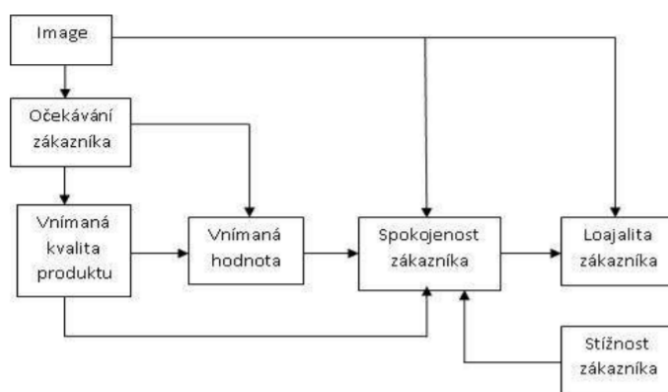 Image
Očekávání
zákazníka
Vnímaná
kvalita
produktu
Vnímaná
hodnota
Spokojenost
zákazníka
Loajalita
zákazníka
Stížnost
zákazníka